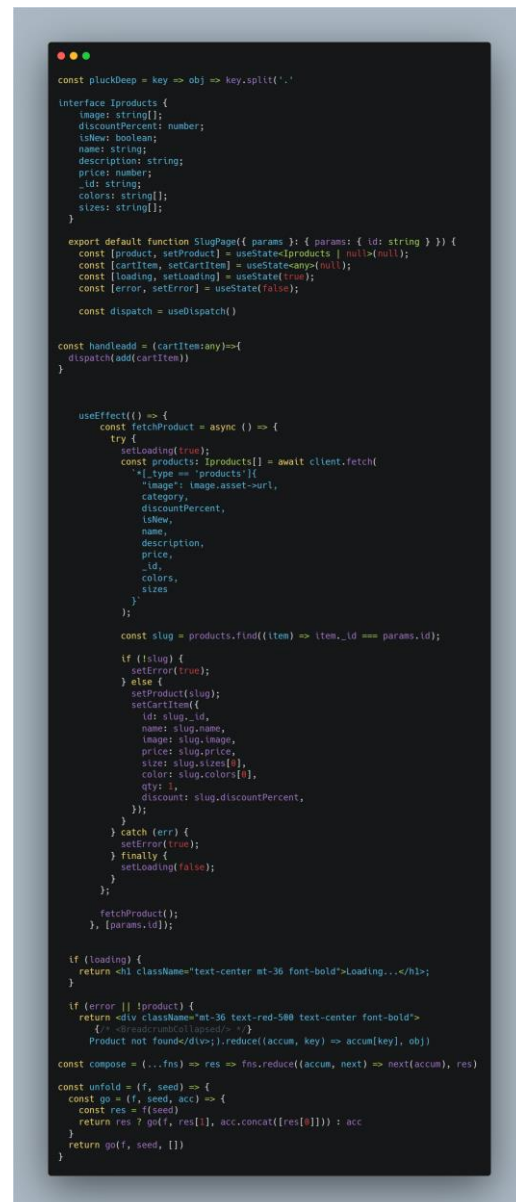 const pluckDeep = key => obj => key.split('.'
interface Iproducts {
image: string[];
discountPercent: number;
isNew: boolean;
name: string;
description: string;
price: number;
_id: string;
colors: string[];
sizes: string[];
}
export default function SlugPage({ params }: { params: { id: string } }) {
const [product, setProduct] = useState<Iproducts | null>(null);
const [cartItem, setCartItem] = useState<any>(null);
const [loading, setLoading] = useState(true);
const [error, setError] = useState(false);
const dispatch = useDispatch()
const handleadd = (cartItem:any)=>{
dispatch(add(cartItem))
}
useEffect(() => {
const fetchProduct = async () => {
try {
setLoading(true);
const products: Iproducts[] = await client.fetch(
`*[_type == 'products']{
"image": image.asset->url,
category,
discountPercent,
isNew,
name,
description,
price,
_id,
colors,
sizes
}`
);
const slug = products.find((item) => item._id === params.id);
if (!slug) {
setError(true);
} else {
setProduct(slug);
setCartItem({
id: slug._id,
name: slug.name,
image: slug.image,
price: slug.price,
size: slug.sizes[0],
color: slug.colors[0],
qty: 1,
discount: slug.discountPercent,
});
}
} catch (err) {
setError(true);
} finally {
setLoading(false);
}
};
fetchProduct();
}, [params.id]);
if (loading) {
return <h1 className="text-center mt-36 font-bold">Loading...</h1>;
}
if (error || !product) {
return <div className="mt-36 text-red-500 text-center font-bold">
{/* <BreadcrumbCollapsed/> */}
Product not found</div>;).reduce((accum, key) => accum[key], obj)
const compose = (...fns) => res => fns.reduce((accum, next) => next(accum), res)
const unfold = (f, seed) => {
const go = (f, seed, acc) => {
const res = f(seed)
return res ? go(f, res[1], acc.concat([res[0]])) : acc
}
return go(f, seed, [])
}